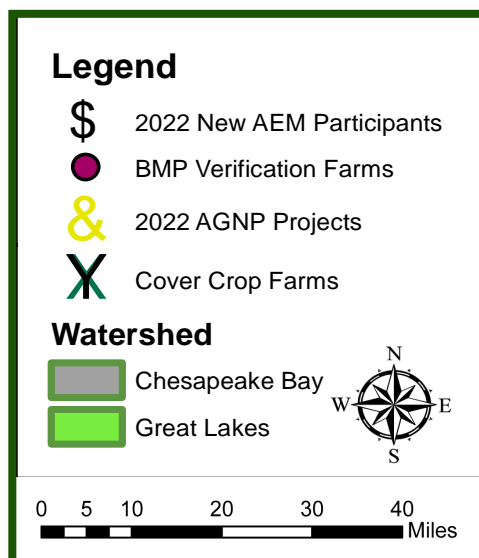 Legend
$ 2022 New AEM Participants
BMP Verification Farms
& 2022 AGNP Projects
Cover Crop Farms
Watershed
Chesapeake Bay
Great Lakes
N
W E
S
0 5 10 20 30 40
Miles